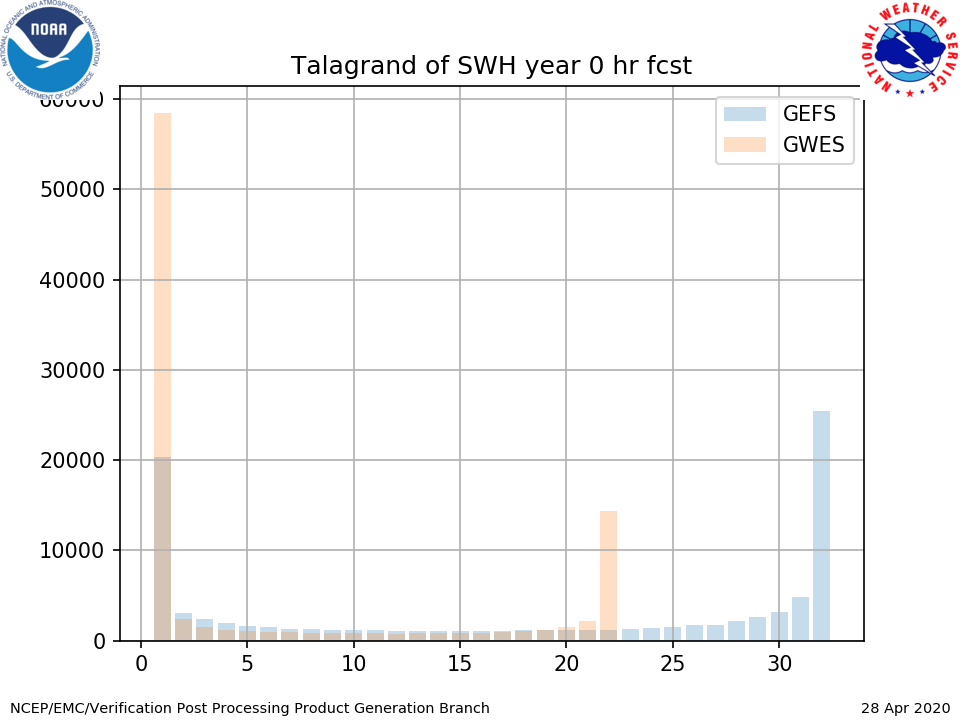 NATIONAL OCEANIC AND ATMOSPHERIC ADMINISTRATION
NOAA
U.S. DEPARTMENT OF COMMERCE
NATIONAL WEATHER SERVICE
Talagrand of SWH year 0 hr fcst
GEFS
GWES
60000
50000
40000
30000
20000
10000
0
0 5 10 15 20 25 30
NCEP/EMC/Verification Post Processing Product Generation Branch
28 Apr 2020